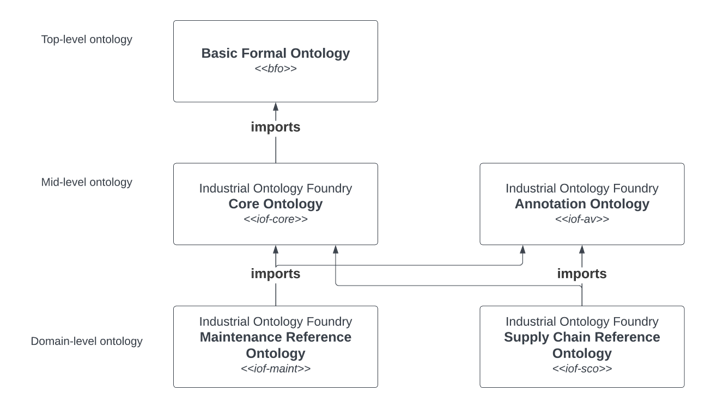 Top-level ontology
Basic Formal Ontology
<<bfo>>
imports
Mid-level ontology
Industrial Ontology Foundry
Core Ontology
<<iof-core>>
Industrial Ontology Foundry
Annotation Ontology
<<iof-av>>
imports
imports
Domain-level ontology
Industrial Ontology Foundry
Maintenance Reference
Ontology
<<iof-maint>>
Industrial Ontology Foundry
Supply Chain Reference
Ontology
<<iof-sco>>